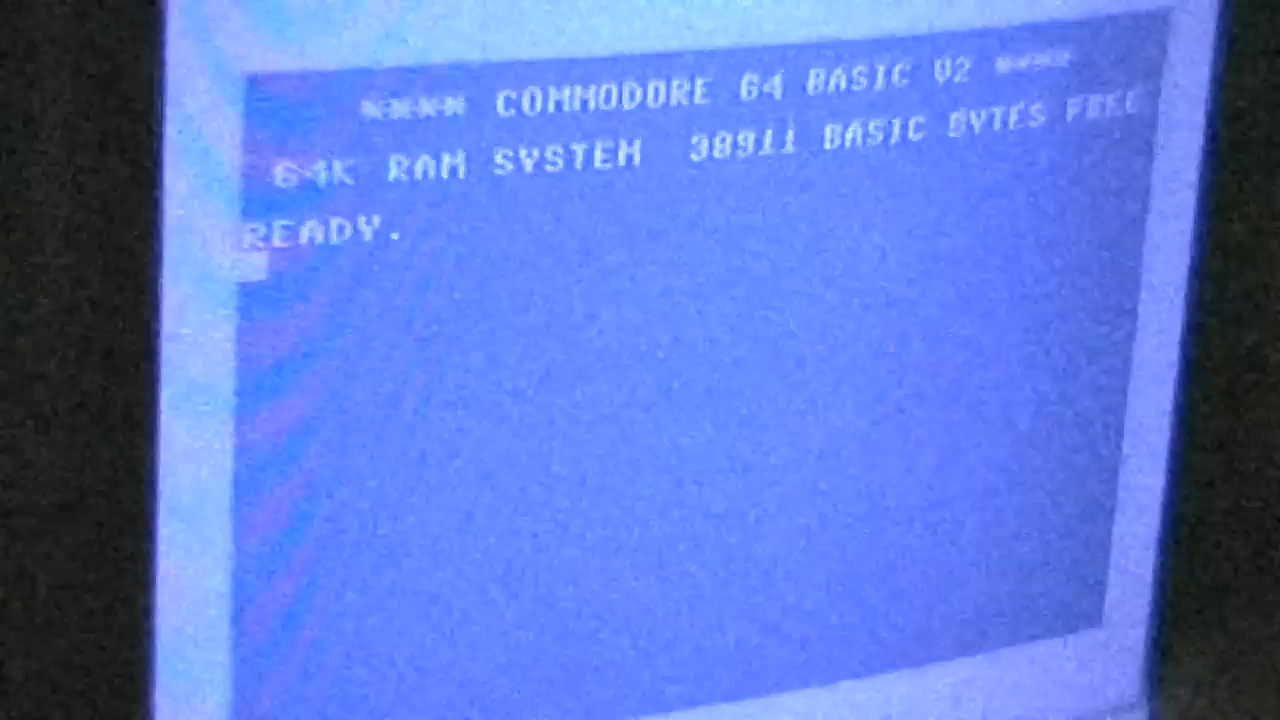 **** COMMODORE 64 BASIC V2 ****
64K RAM SYSTEM 38911 BASIC BYTES FREE
READY.